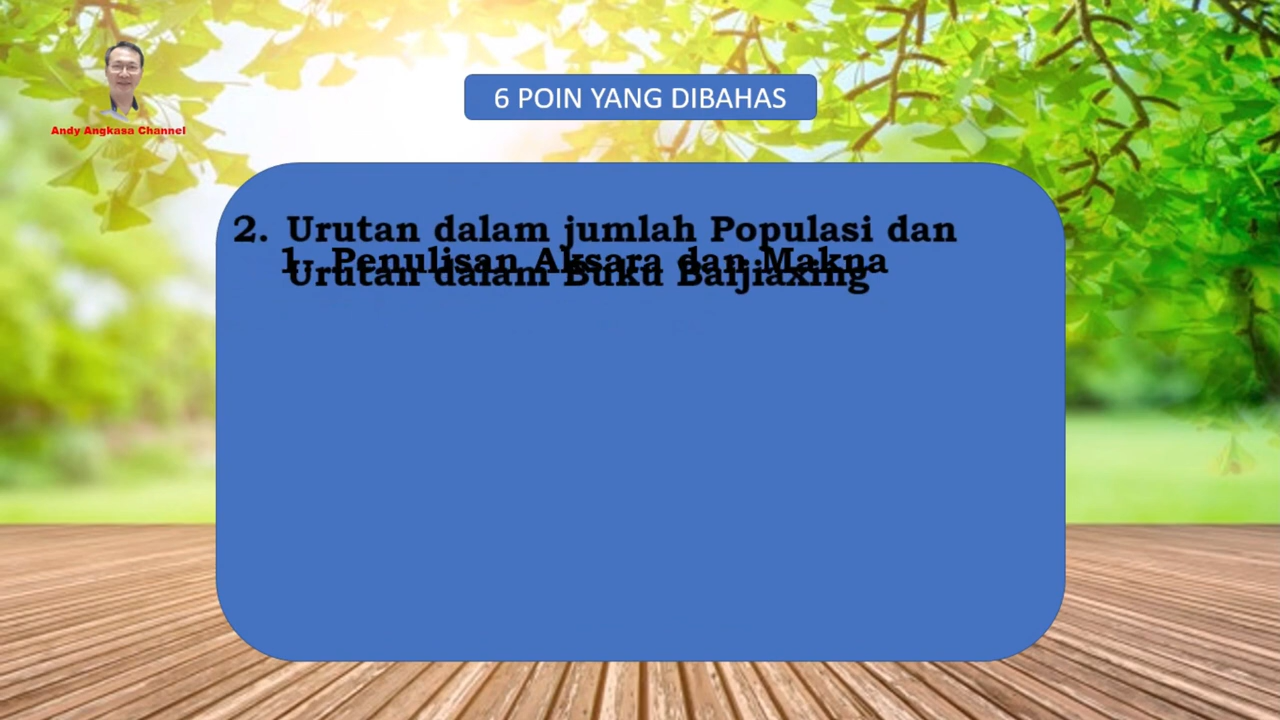 6 POIN YANG DIBAHAS
Andy Angkasa Channel
2. Urutan dalam jumlah Populasi dan
1. Penulisan Aksara dan Makna
Urutan dalam Buku Baijiaxing